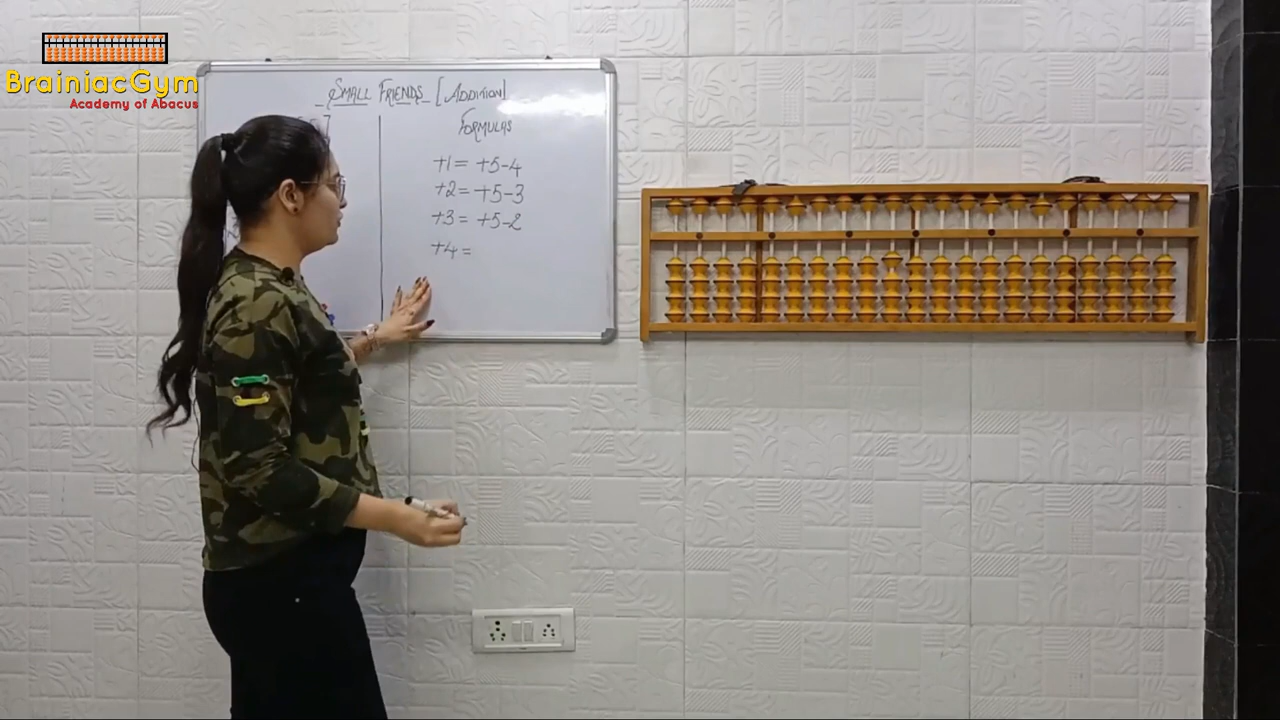 BrainiacGym
Academy of Abacus
SMALL FRIENDS [ADDITION]
FORMULAS
+1= +5-4
+2= +5-3
+3= +5-2
+4=